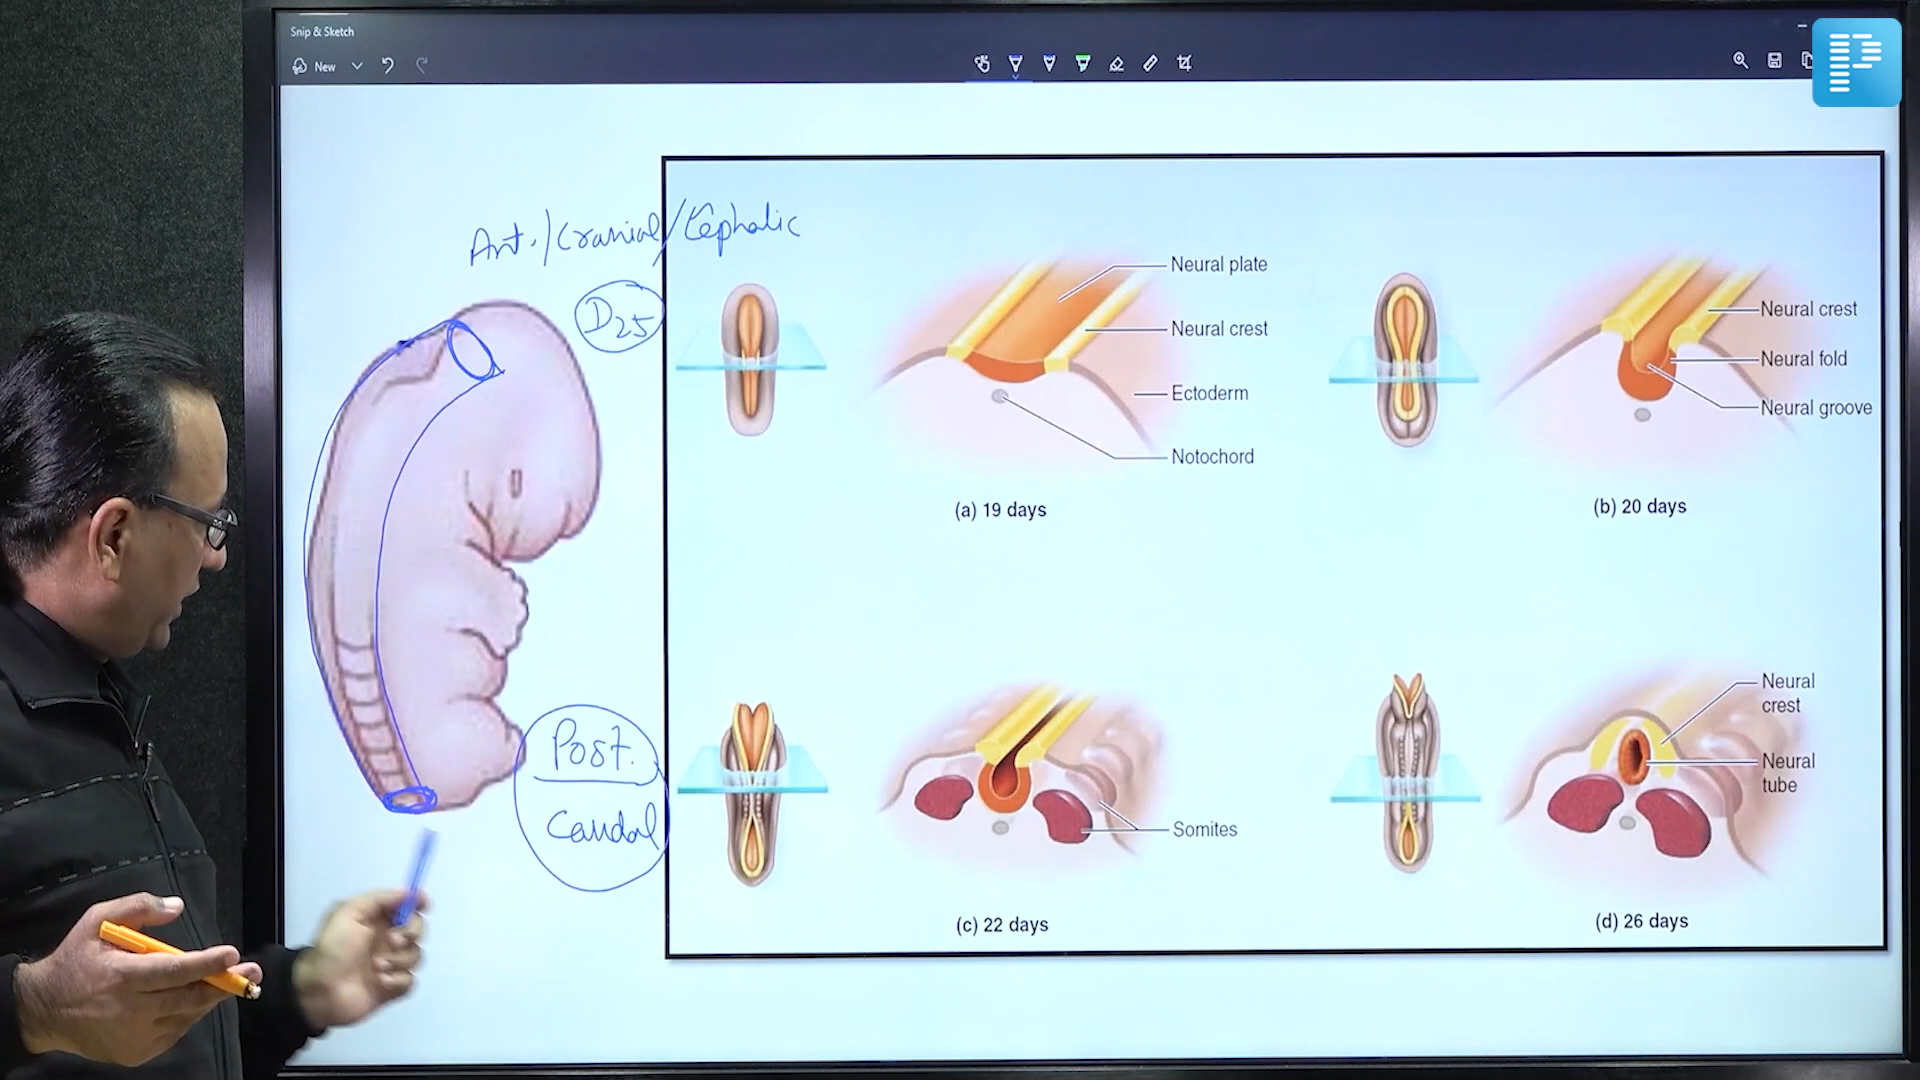 Snip & Sketch
New
Ant./Cranial/Cephalic
D25
Post.
Caudal
Neural plate
Neural crest
Ectoderm
Notochord
(a) 19 days
Neural crest
Neural fold
Neural groove
(b) 20 days
Somites
(c) 22 days
Neural
crest
Neural
tube
(d) 26 days